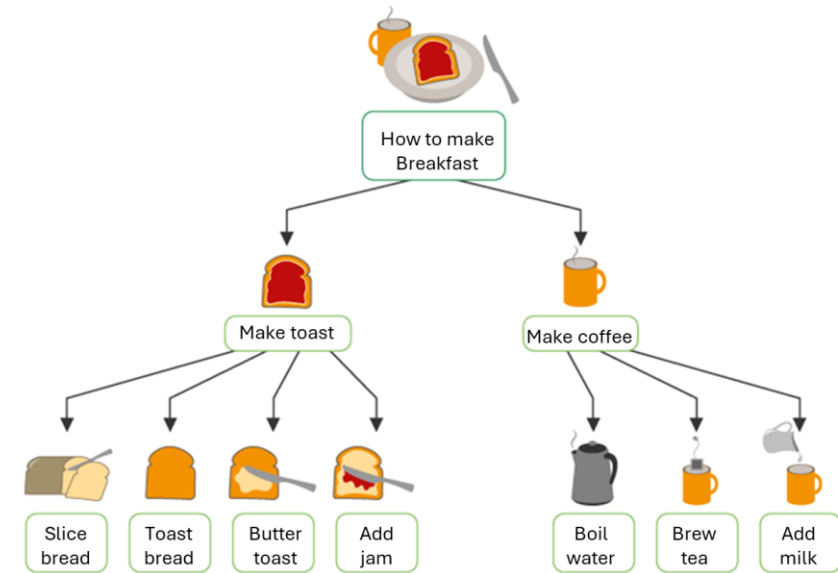 How to make
Breakfast
Make toast
Make coffee
Slice
bread
Toast
bread
Butter
toast
Add
jam
Boil
water
Brew
tea
Add
milk